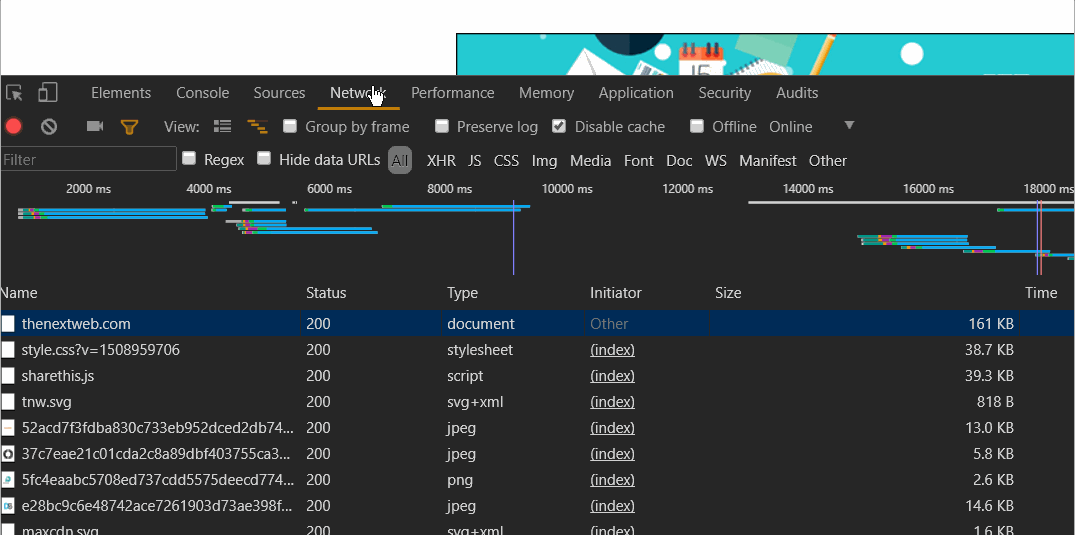 15
Elements Console Sources Network Performance Memory Application Security Audits
View: Group by frame Preserve log Disable cache Offline Online
Filter Regex Hide data URLs All XHR JS CSS Img Media Font Doc WS Manifest Other
2000 ms 4000 ms 6000 ms 8000 ms 10000 ms 12000 ms 14000 ms 16000 ms 18000 ms
Name Status Type Initiator Size Time
thenextweb.com 200 document Other 161 KB
style.css?v=1508959706 200 stylesheet (index) 38.7 KB
sharethis.js 200 script (index) 39.3 KB
tnw.svg 200 svg+xml (index) 818 B
52acd7f3fdba830c733eb952dced2db74... 200 jpeg (index) 13.0 KB
37c7eae21c01cda2c8a89dbf403755ca3... 200 jpeg (index) 5.8 KB
5fc4eaabc5708ed737cdd5575deecd774... 200 png (index) 2.6 KB
e28bc9c6e48742ace7261903d73ae398f... 200 jpeg (index) 14.6 KB
maxcdn.svg 200 svg+xml (index) 1.6 KB